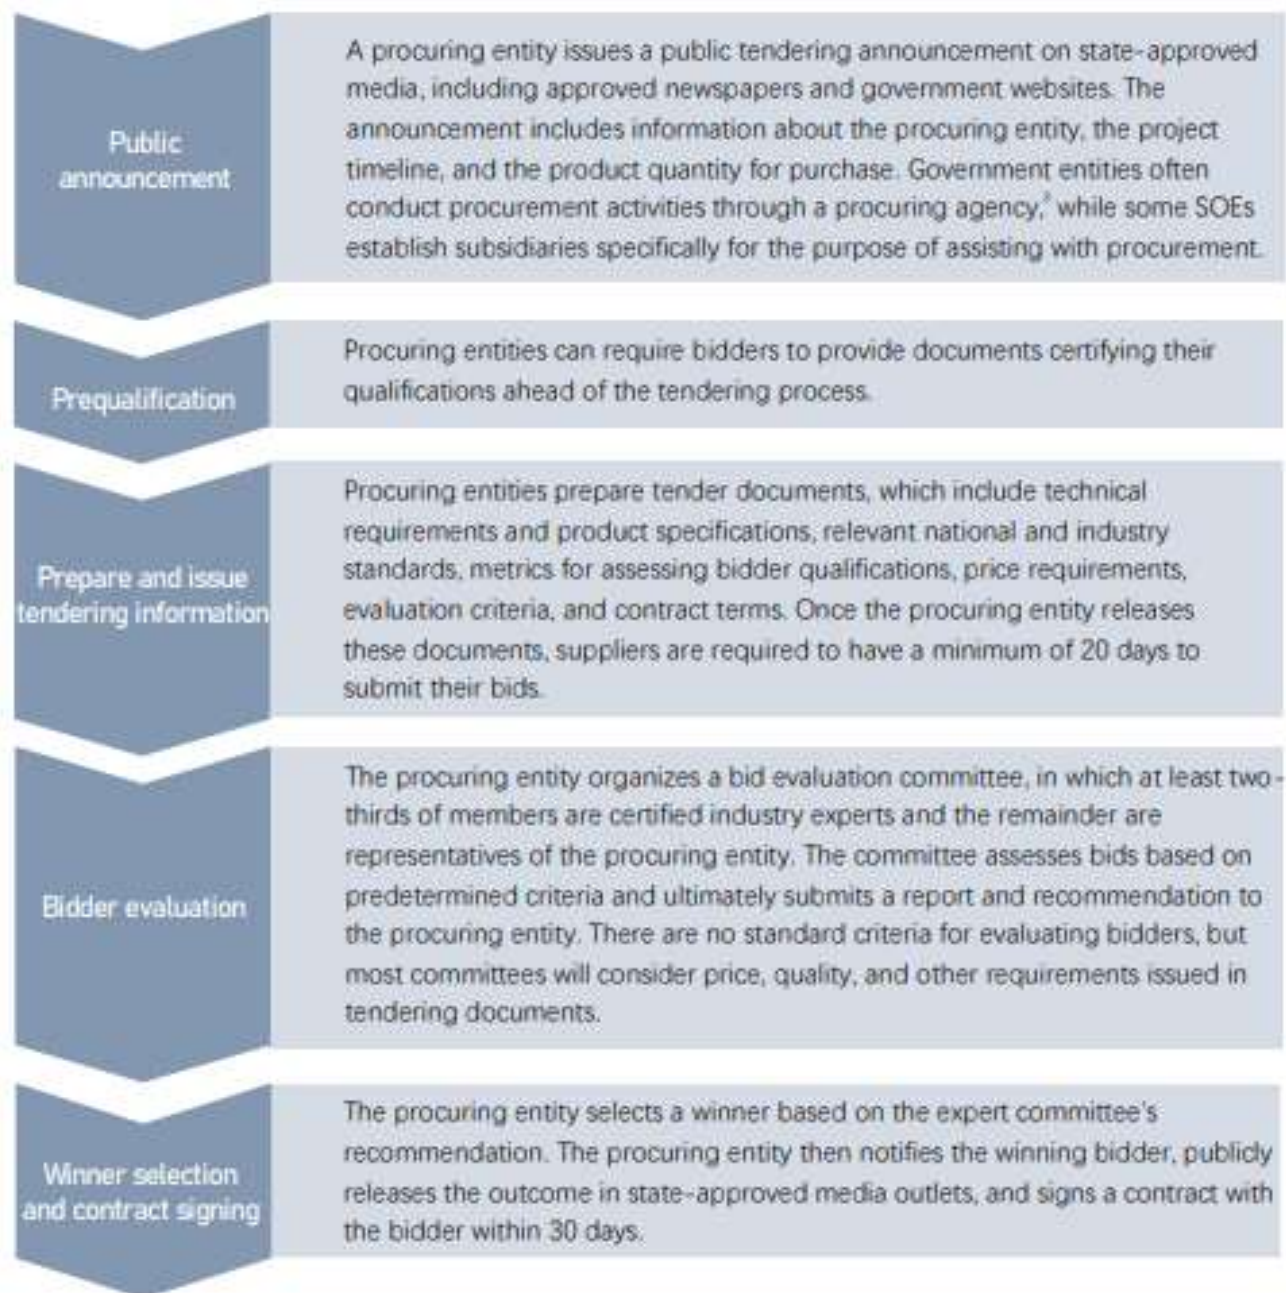 Public
announcement
A procuring entity issues a public tendering announcement on state-approved
media, including approved newspapers and government websites. The
announcement includes information about the procuring entity, the project
timeline, and the product quantity for purchase. Government entities often
conduct procurement activities through a procuring agency, while some SOEs
establish subsidiaries specifically for the purpose of assisting with procurement.
Prequalification
Procuring entities can require bidders to provide documents certifying their
qualifications ahead of the tendering process.
Prepare and issue
tendering information
Procuring entities prepare tender documents, which include technical
requirements and product specifications, relevant national and industry
standards, metrics for assessing bidder qualifications, price requirements,
evaluation criteria, and contract terms. Once the procuring entity releases
these documents, suppliers are required to have a minimum of 20 days to
submit their bids.
Bidder evaluation
The procuring entity organizes a bid evaluation committee, in which at least two-
thirds of members are certified industry experts and the remainder are
representatives of the procuring entity. The committee assesses bids based on
predetermined criteria and ultimately submits a report and recommendation to
the procuring entity. There are no standard criteria for evaluating bidders, but
most committees will consider price, quality, and other requirements issued in
tendering documents.
Winner selection
and contract signing
The procuring entity selects a winner based on the expert committee's
recommendation. The procuring entity then notifies the winning bidder, publicly
releases the outcome in state-approved media outlets, and signs a contract with
the bidder within 30 days.